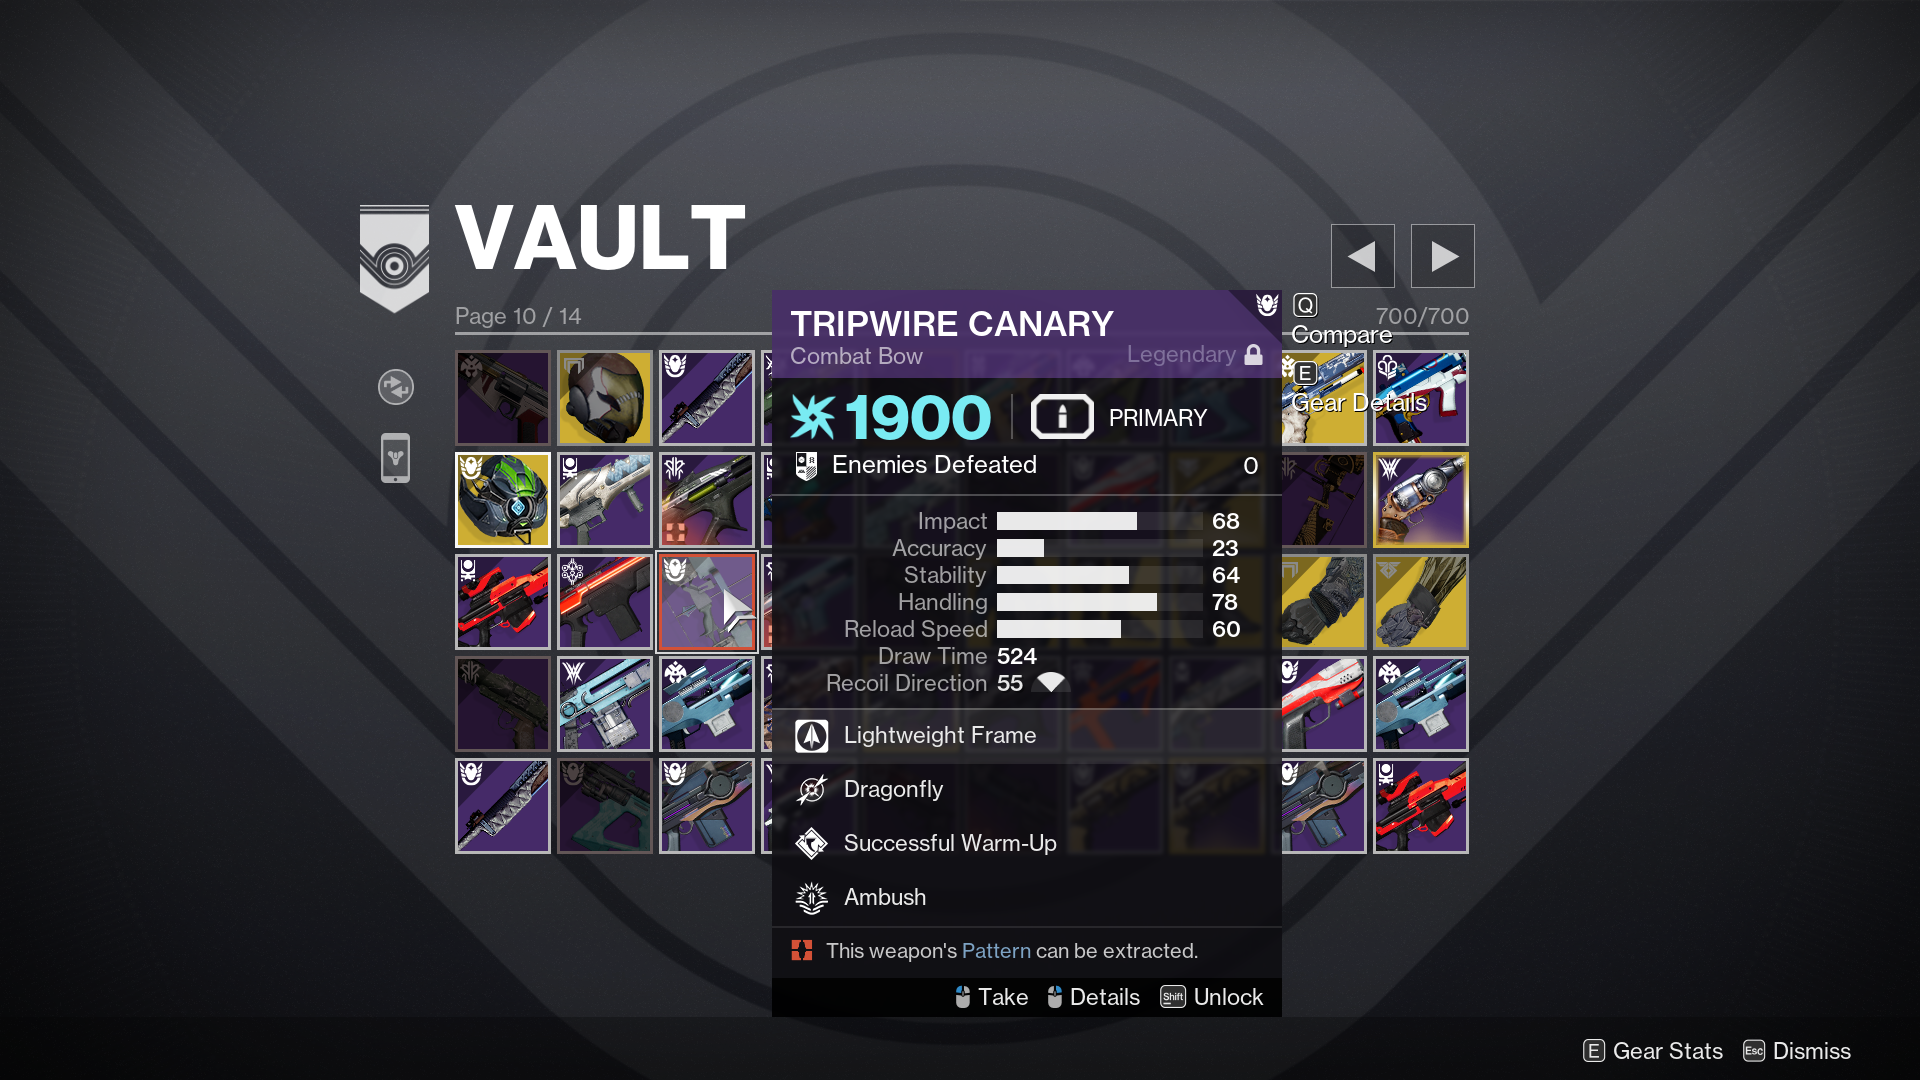 VAULT
Page 10 / 14
700/700
TRIPWIRE CANARY
Combat Bow
Legendary
Q
Compare
E
Gear Details
1900
PRIMARY
Enemies Defeated 0
Impact 68
Accuracy 23
Stability 64
Handling 78
Reload Speed 60
Draw Time 524
Recoil Direction 55
Lightweight Frame
Dragonfly
Successful Warm-Up
Ambush
This weapon's Pattern can be extracted.
Take Details Shift Unlock
E Gear Stats Esc Dismiss